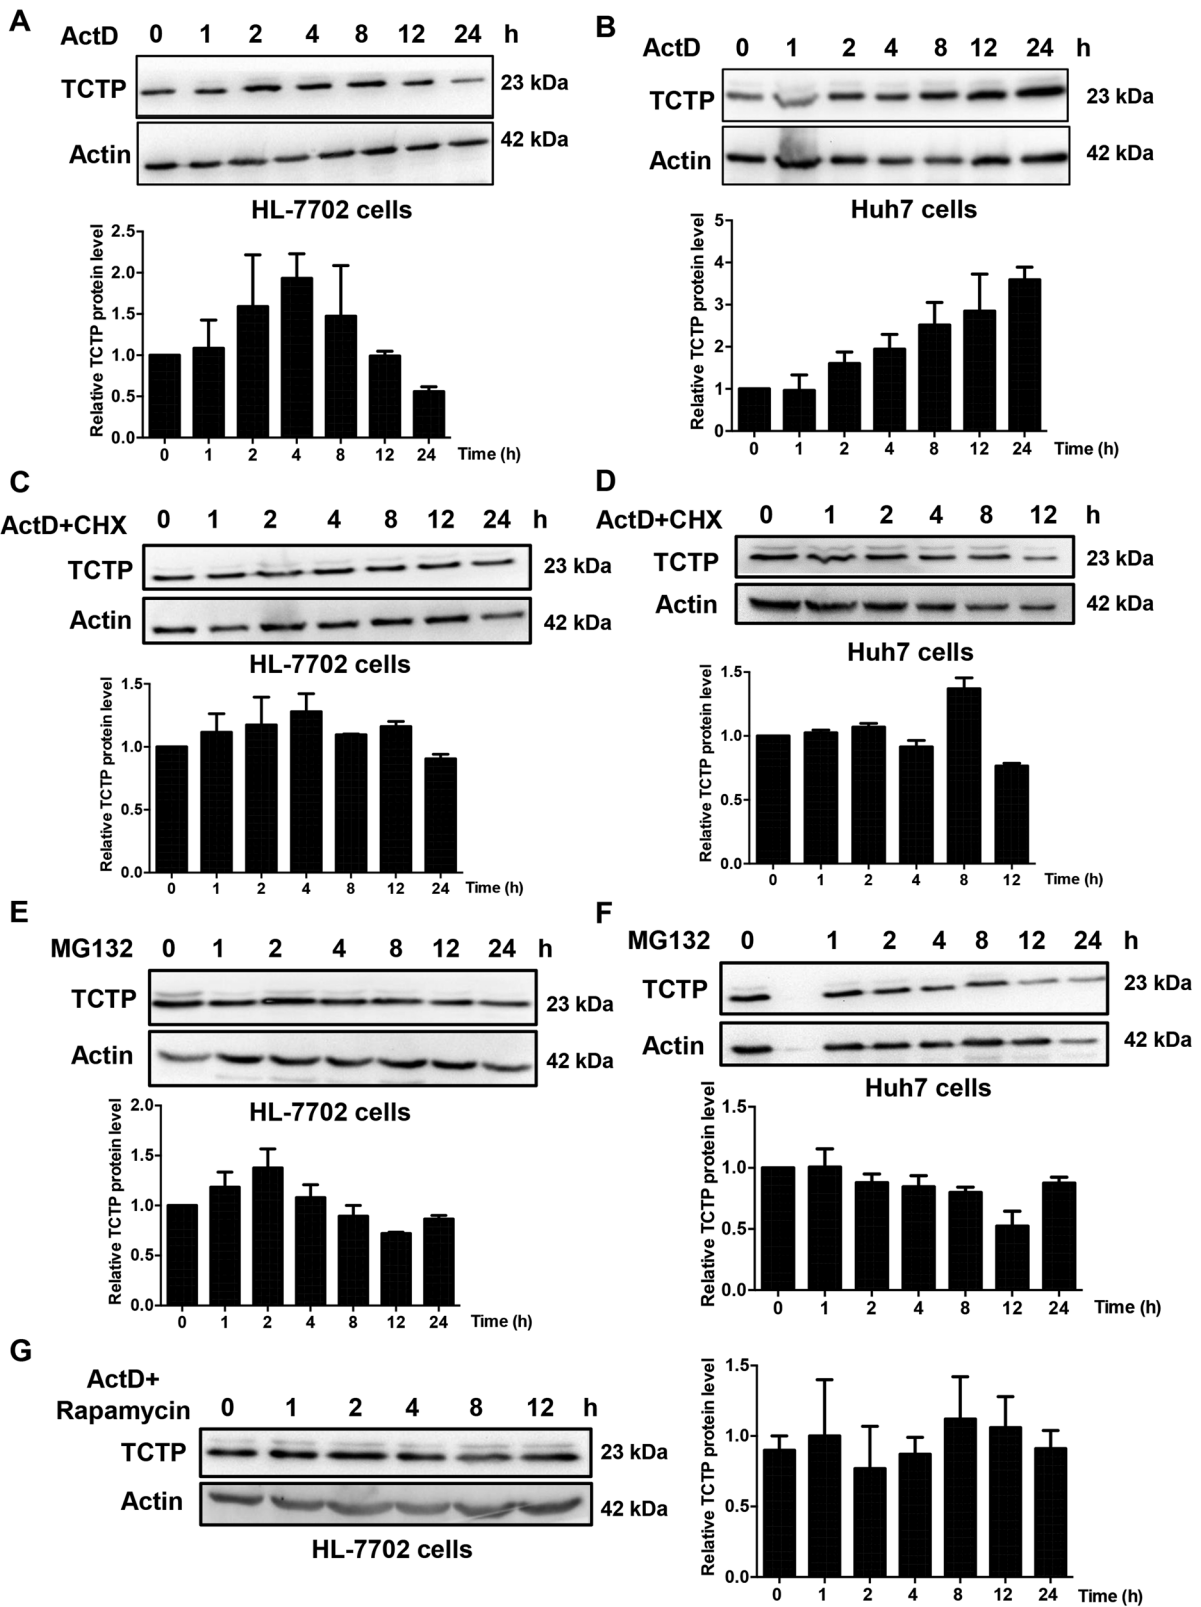 A
ActD 0 1 2 4 8 12 24 h
TCTP 23 kDa
Actin 42 kDa
HL-7702 cells
Relative TCTP protein level
2.5
2.0
1.5
1.0
0.5
0.0
0 1 2 4 8 12 24 Time (h)
B
ActD 0 1 2 4 8 12 24 h
TCTP 23 kDa
Actin 42 kDa
Huh7 cells
Relative TCTP protein level
5
4
3
2
1
0
0 1 2 4 8 12 24 Time (h)
C
ActD+CHX 0 1 2 4 8 12 24 h
TCTP 23 kDa
Actin 42 kDa
HL-7702 cells
Relative TCTP protein level
1.5
1.0
0.5
0.0
0 1 2 4 8 12 24 Time (h)
D
ActD+CHX 0 1 2 4 8 12 h
TCTP 23 kDa
Actin 42 kDa
Huh7 cells
Relative TCTP protein level
1.5
1.0
0.5
0.0
0 1 2 4 8 12 Time (h)
E
MG132 0 1 2 4 8 12 24 h
TCTP 23 kDa
Actin 42 kDa
HL-7702 cells
Relative TCTP protein level
2.0
1.5
1.0
0.5
0.0
0 1 2 4 8 12 24 Time (h)
F
MG132 0 1 2 4 8 12 24 h
TCTP 23 kDa
Actin 42 kDa
Huh7 cells
Relative TCTP protein level
1.5
1.0
0.5
0.0
0 1 2 4 8 12 24 Time (h)
G
ActD+
Rapamycin 0 1 2 4 8 12 h
TCTP 23 kDa
Actin 42 kDa
HL-7702 cells
Relative TCTP protein level
1.5
1.0
0.5
0.0
0 1 2 4 8 12 24 Time (h)